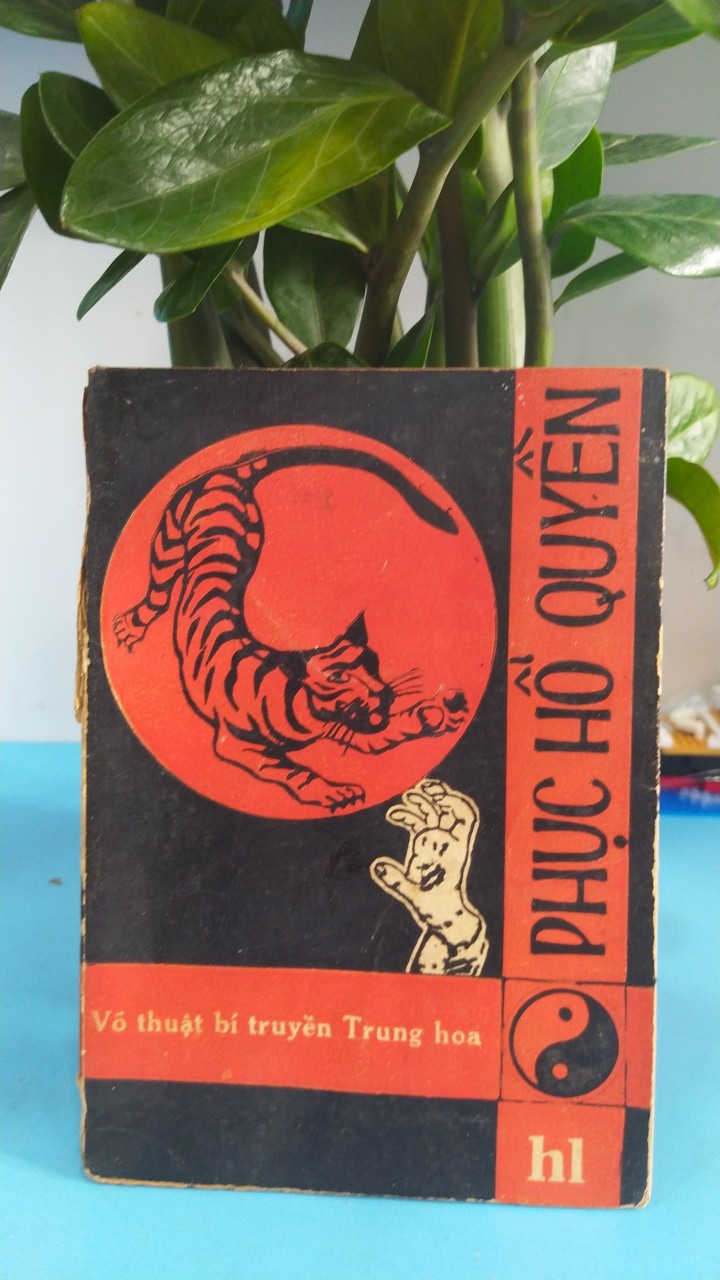 PHỤC HỔ QUYỀN
Võ thuật bí truyền Trung hoa
hl